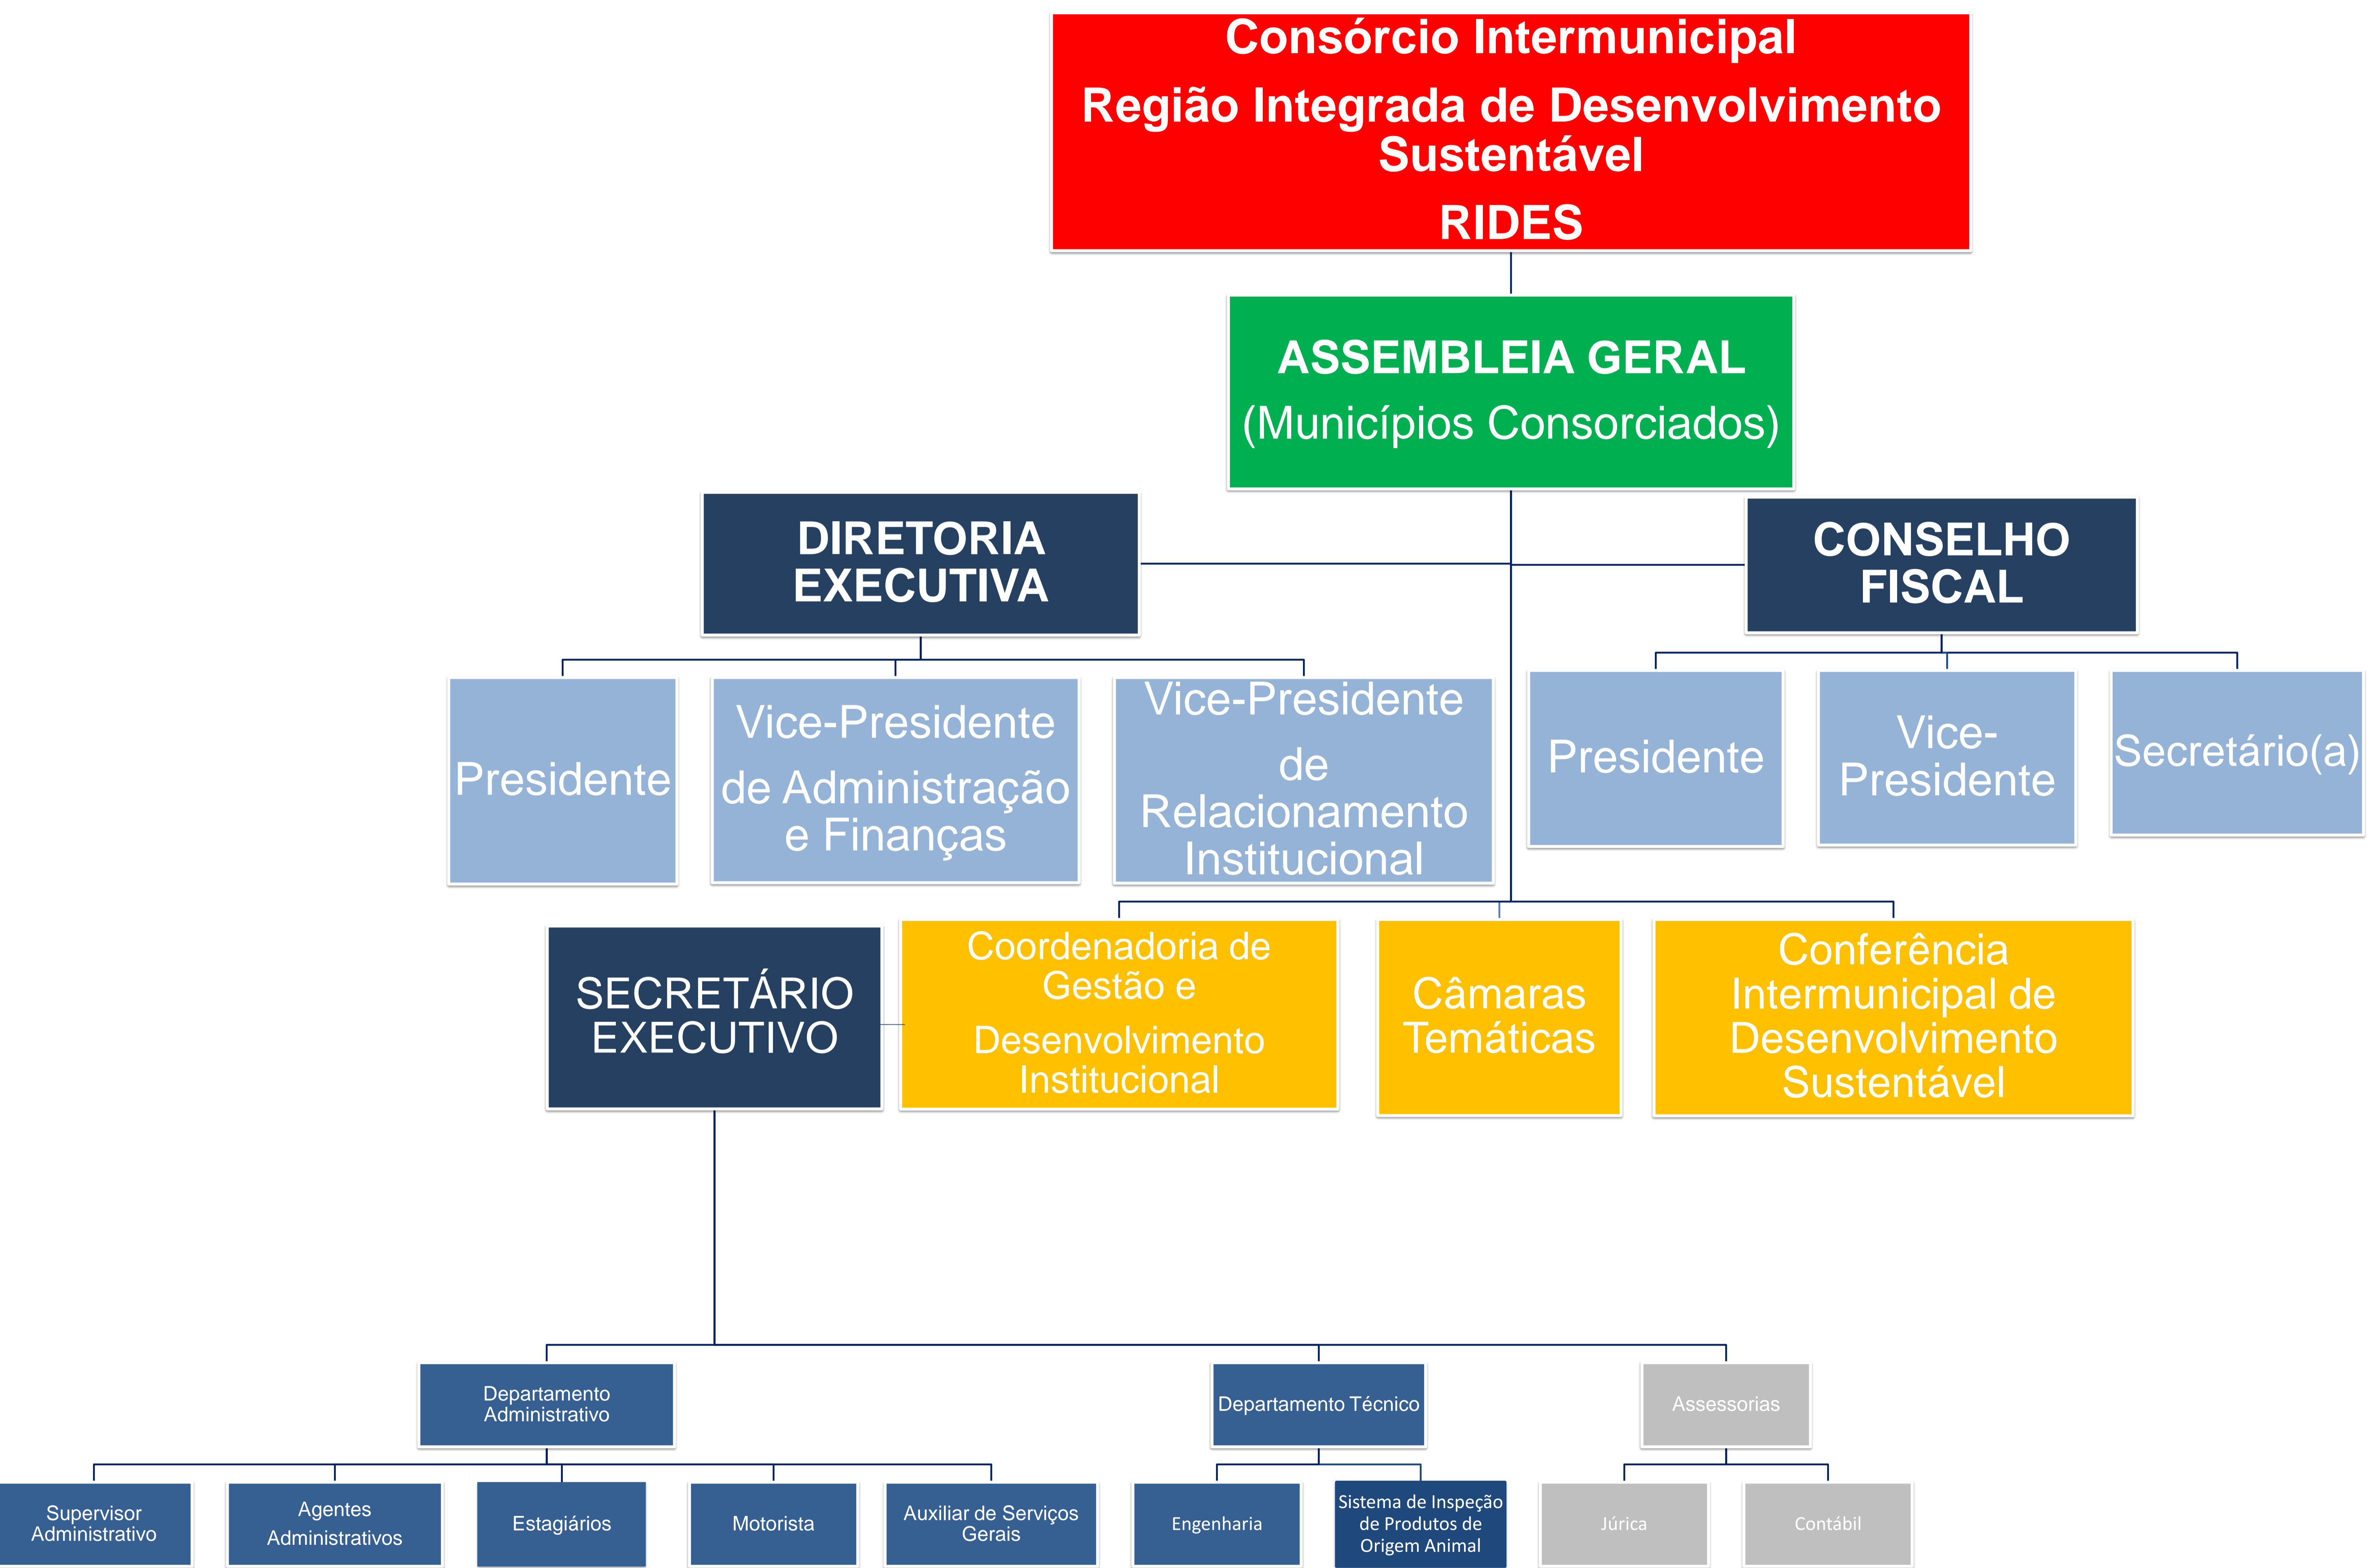 Consórcio Intermunicipal
Região Integrada de Desenvolvimento
Sustentável
RIDES
ASSEMBLEIA GERAL
(Municípios Consorciados)
DIRETORIA
EXECUTIVA
CONSELHO
FISCAL
Presidente
Vice-Presidente
de Administração
e Finanças
Vice-Presidente
de
Relacionamento
Institucional
Presidente
Vice-
Presidente
Secretário(a)
SECRETÁRIO
EXECUTIVO
Coordenadoria de
Gestão e
Desenvolvimento
Institucional
Câmaras
Temáticas
Conferência
Intermunicipal de
Desenvolvimento
Sustentável
Departamento
Administrativo
Departamento Técnico
Assessorias
Supervisor
Administrativo
Agentes
Administrativos
Estagiários
Motorista
Auxiliar de Serviços
Gerais
Engenharia
Sistema de Inspeção
de Produtos de
Origem Animal
Júrica
Contábil